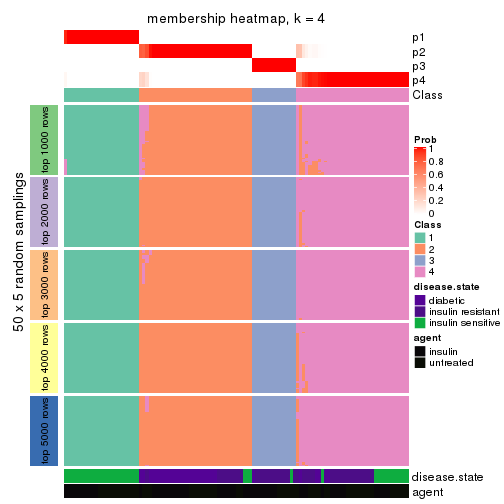 membership heatmap, k = 4
p1
p2
p3
p4
Class
50 x 5 random samplings
top 1000 rows
top 2000 rows
top 3000 rows
top 4000 rows
top 5000 rows
disease.state
agent
Prob
1
0.8
0.6
0.4
0.2
0
Class
1
2
3
4
disease.state
diabetic
insulin resistant
insulin sensitive
agent
insulin
untreated